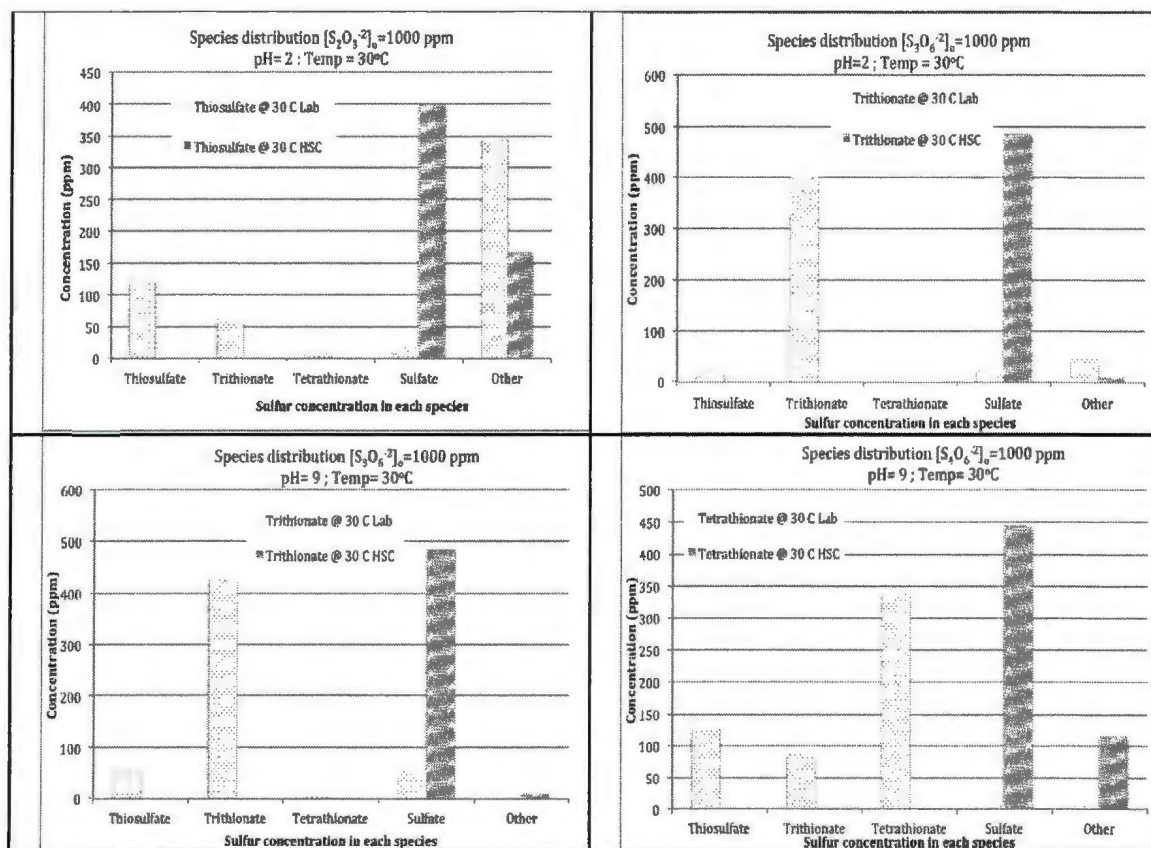 Species distribution [S₂O₃⁻²]ₒ=1000 ppm
pH= 2 ; Temp = 30ºC
Concentration (ppm)
450
400
350
300
250
200
150
100
50
0
Thiosulfate @ 30 C Lab
Thiosulfate @ 30 C HSC
Thiosulfate Trithionate Tetrathionate Sulfate Other
Sulfur concentration in each species
Species distribution [S₃O₆⁻²]ₒ=1000 ppm
pH=2 ; Temp = 30ºC
Concentration (ppm)
600
500
400
300
200
100
0
Trithionate @ 30 C Lab
Trithionate @ 30 C HSC
Thiosulfate Trithionate Tetrathionate Sulfate Other
Sulfur concentration in each species
Species distribution [S₃O₆⁻²]ₒ=1000 ppm
pH= 9 ; Temp= 30ºC
Concentration (ppm)
600
500
400
300
200
100
0
Trithionate @ 30 C Lab
Trithionate @ 30 C HSC
Thiosulfate Trithionate Tetrathionate Sulfate Other
Sulfur concentration in each species
Species distribution [S₄O₆⁻²]ₒ=1000 ppm
pH= 9 ; Temp= 30ºC
Concentration (ppm)
500
450
400
350
300
250
200
150
100
50
0
Tetrathionate @ 30 C Lab
Tetrathionate @ 30 C HSC
Thiosulfate Trithionate Tetrathionate Sulfate Other
Sulfur concentration in each species